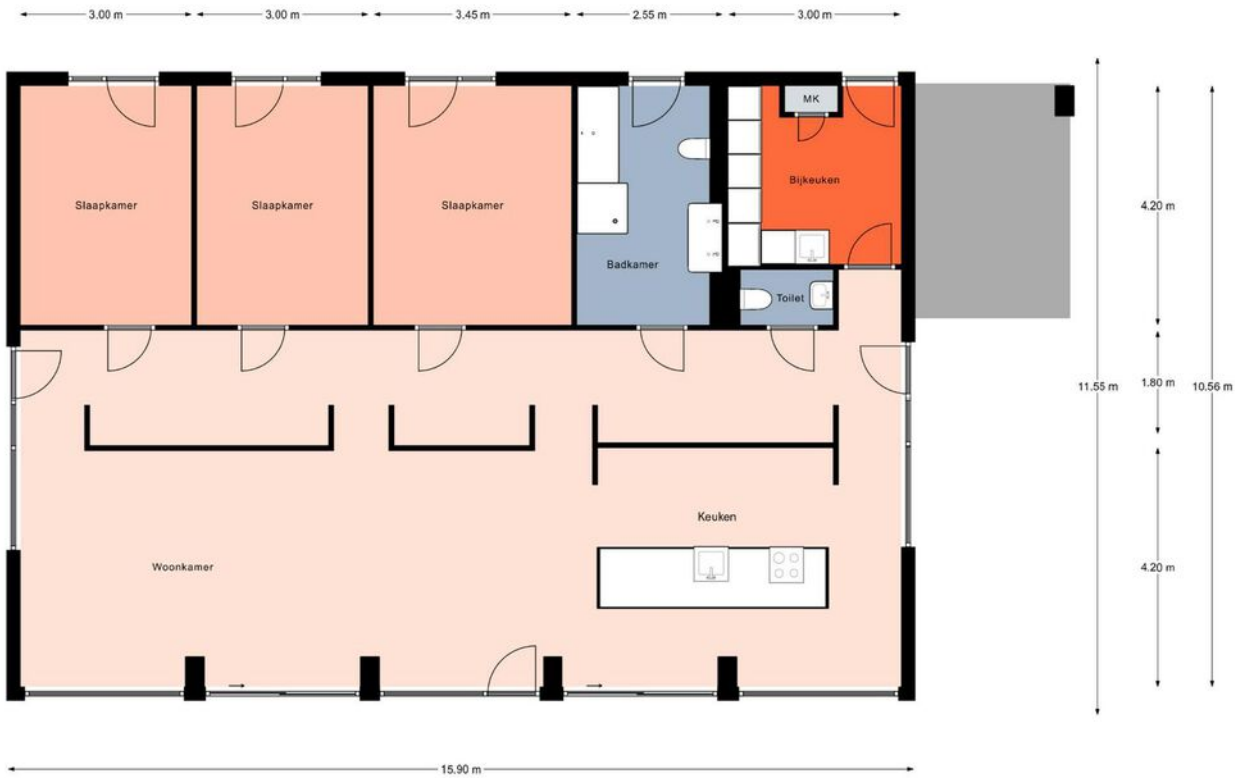 3.00 m
3.00 m
3.45 m
2.55 m
3.00 m
MK
Bijkeuken
Slaapkamer
Slaapkamer
Slaapkamer
4.20 m
Badkamer
Toilet
11.55 m
1.80 m
10.56 m
Keuken
Woonkamer
4.20 m
15.90 m